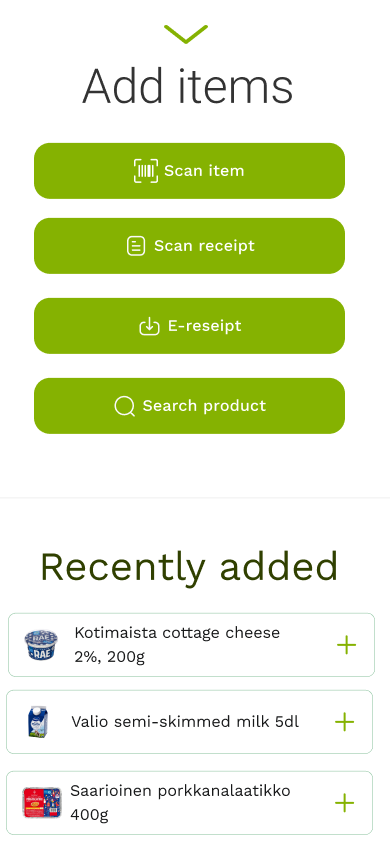 Add items
Scan item
Scan receipt
E-reseipt
Search product
Recently added
Kotimaista cottage cheese
2%, 200g
RAE
RAE
Valio semi-skimmed milk 5dl
Saarioinen porkkanalaatikko
400g